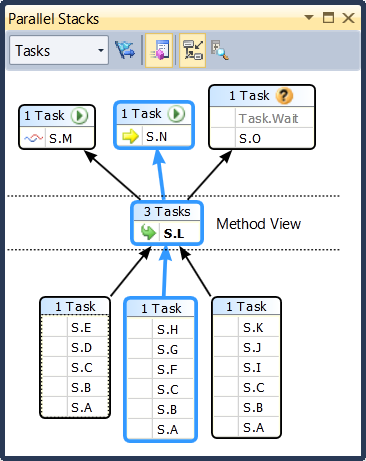 Parallel Stacks
Tasks
1 Task
S.M
1 Task
S.N
1 Task ?
Task.Wait
S.O
3 Tasks
S.L
Method View
1 Task
S.E
S.D
S.C
S.B
S.A
1 Task
S.H
S.G
S.F
S.C
S.B
S.A
1 Task
S.K
S.J
S.I
S.C
S.B
S.A